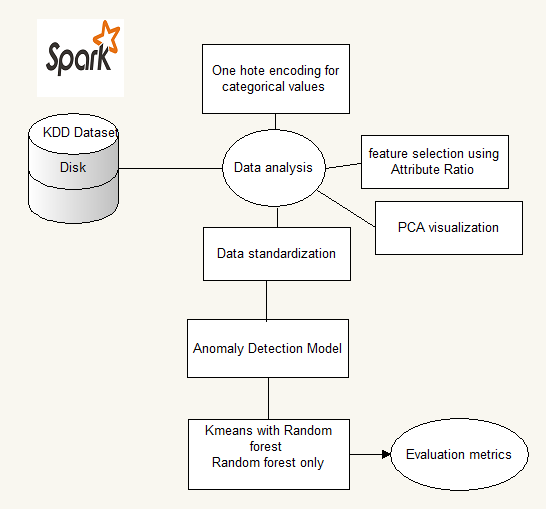 Spark
One hote encoding for
categorical values
KDD Dataset
Disk
Data analysis
feature selection using
Attribute Ratio
PCA visualization
Data standardization
Anomaly Detection Model
Kmeans with Random
forest
Random forest only
Evaluation metrics